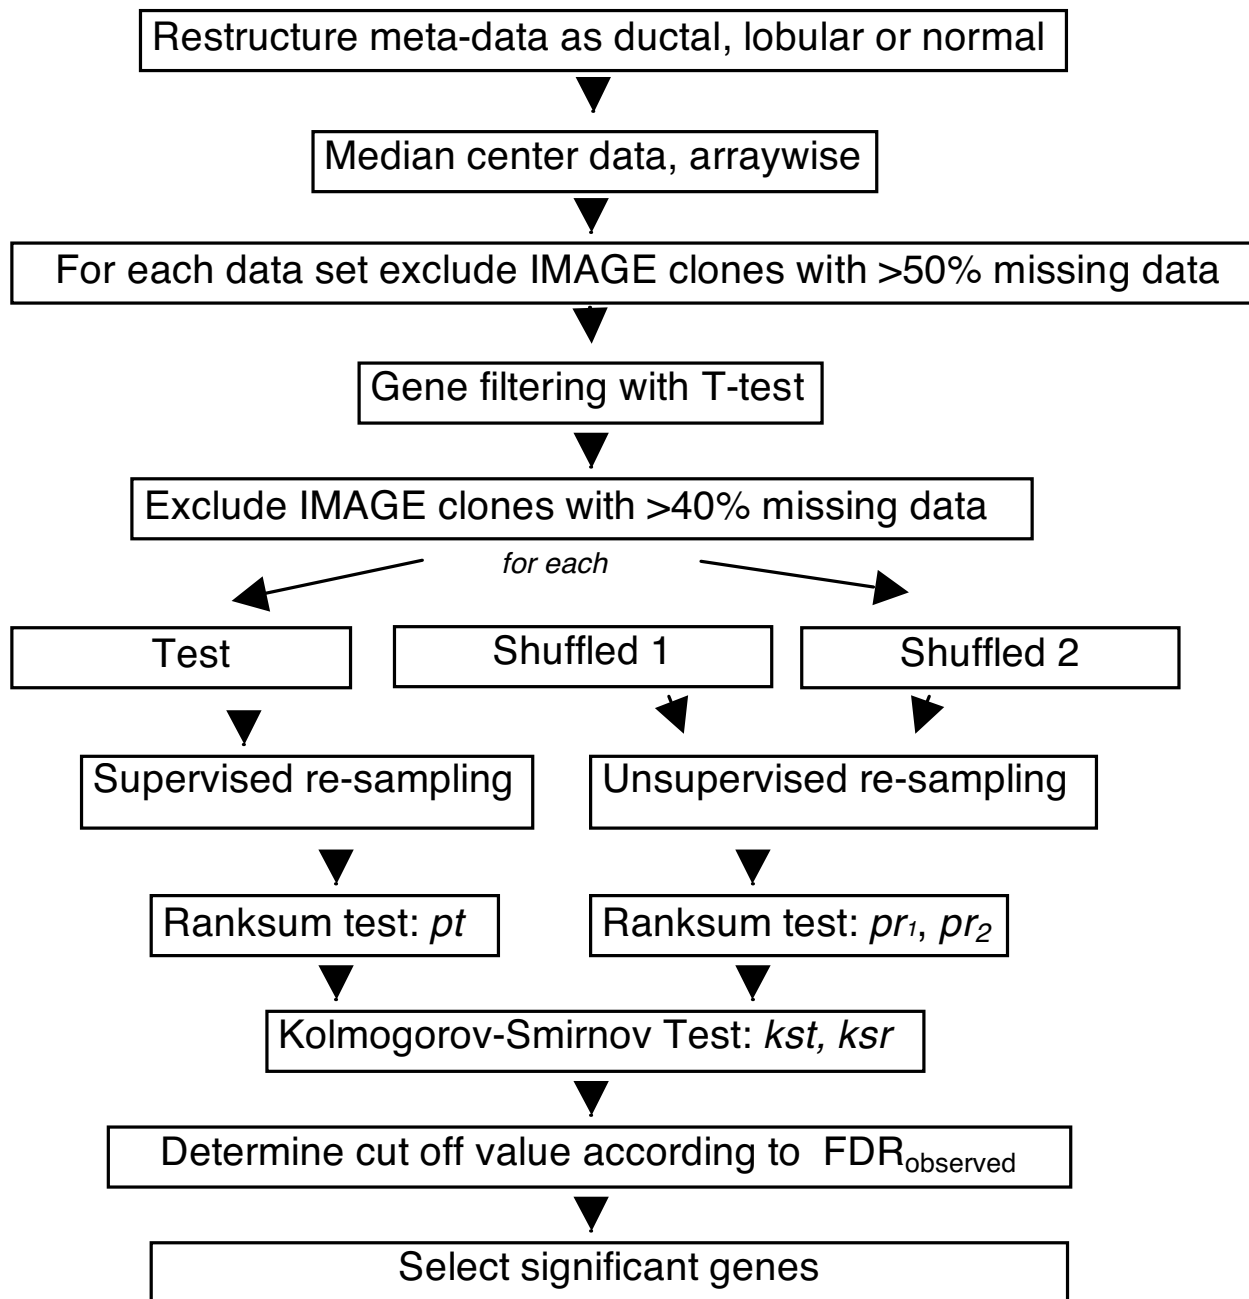 Restructure meta-data as ductal, lobular or normal
Median center data, arraywise
For each data set exclude IMAGE clones with >50% missing data
Gene filtering with T-test
Exclude IMAGE clones with >40% missing data
for each
Test
Shuffled 1
Shuffled 2
Supervised re-sampling
Unsupervised re-sampling
Ranksum test: pt
Ranksum test: pr1, pr2
Kolmogorov-Smirnov Test: kst, ksr
Determine cut off value according to FDRobserved
Select significant genes